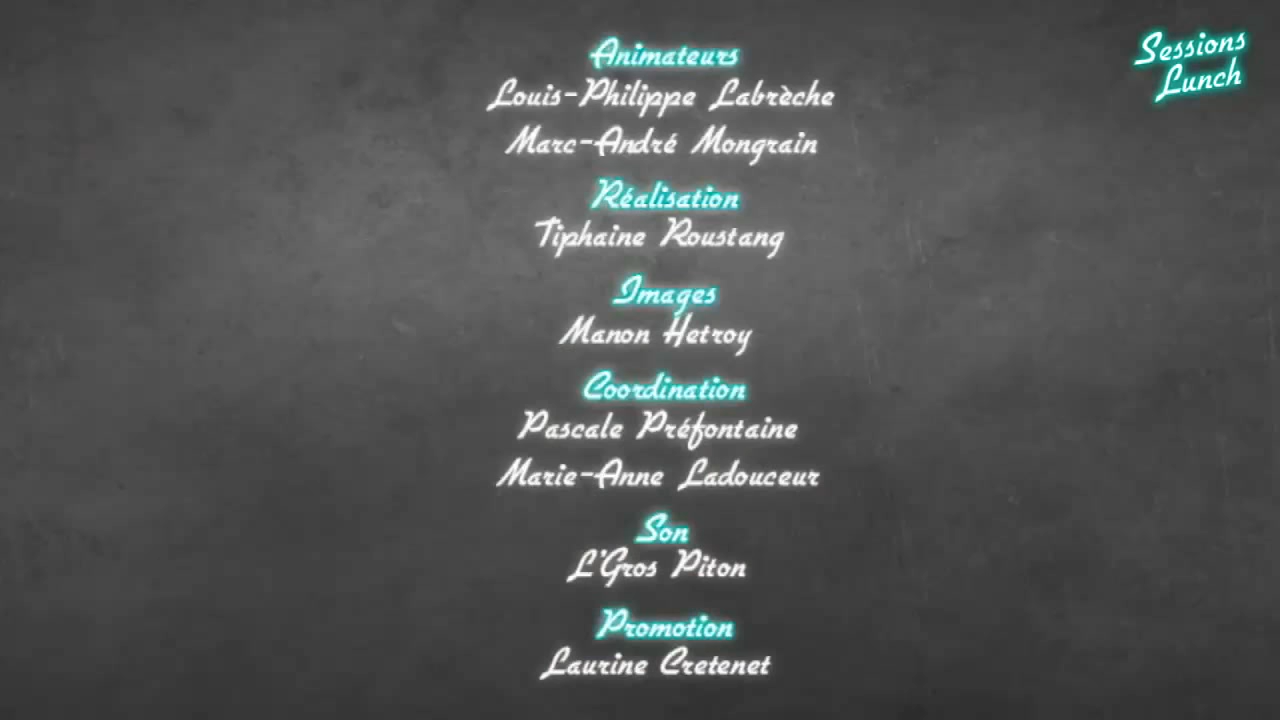 Animateurs
Louis-Philippe Labrèche
Marc-André Mongrain
Réalisation
Tiphaine Roustang
Images
Manon Hetroy
Coordination
Pascale Préfontaine
Marie-Anne Ladouceur
Son
L'Gros Piton
Promotion
Laurine Cretenet
Sessions
Lunch